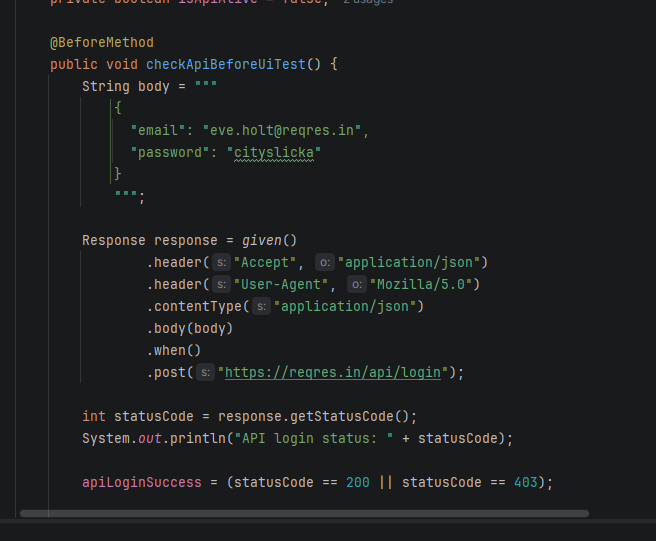 private boolean isApiAlive = false; 2 usages
@BeforeMethod
public void checkApiBeforeUiTest() {
String body = """
{
"email": "eve.holt@reqres.in",
"password": "cityslicka"
}
""";
Response response = given()
.header( s: "Accept", o: "application/json")
.header( s: "User-Agent", o: "Mozilla/5.0")
.contentType( s: "application/json")
.body(body)
.when()
.post( s: "https://reqres.in/api/login");
int statusCode = response.getStatusCode();
System.out.println("API login status: " + statusCode);
apiLoginSuccess = (statusCode == 200 || statusCode == 403);